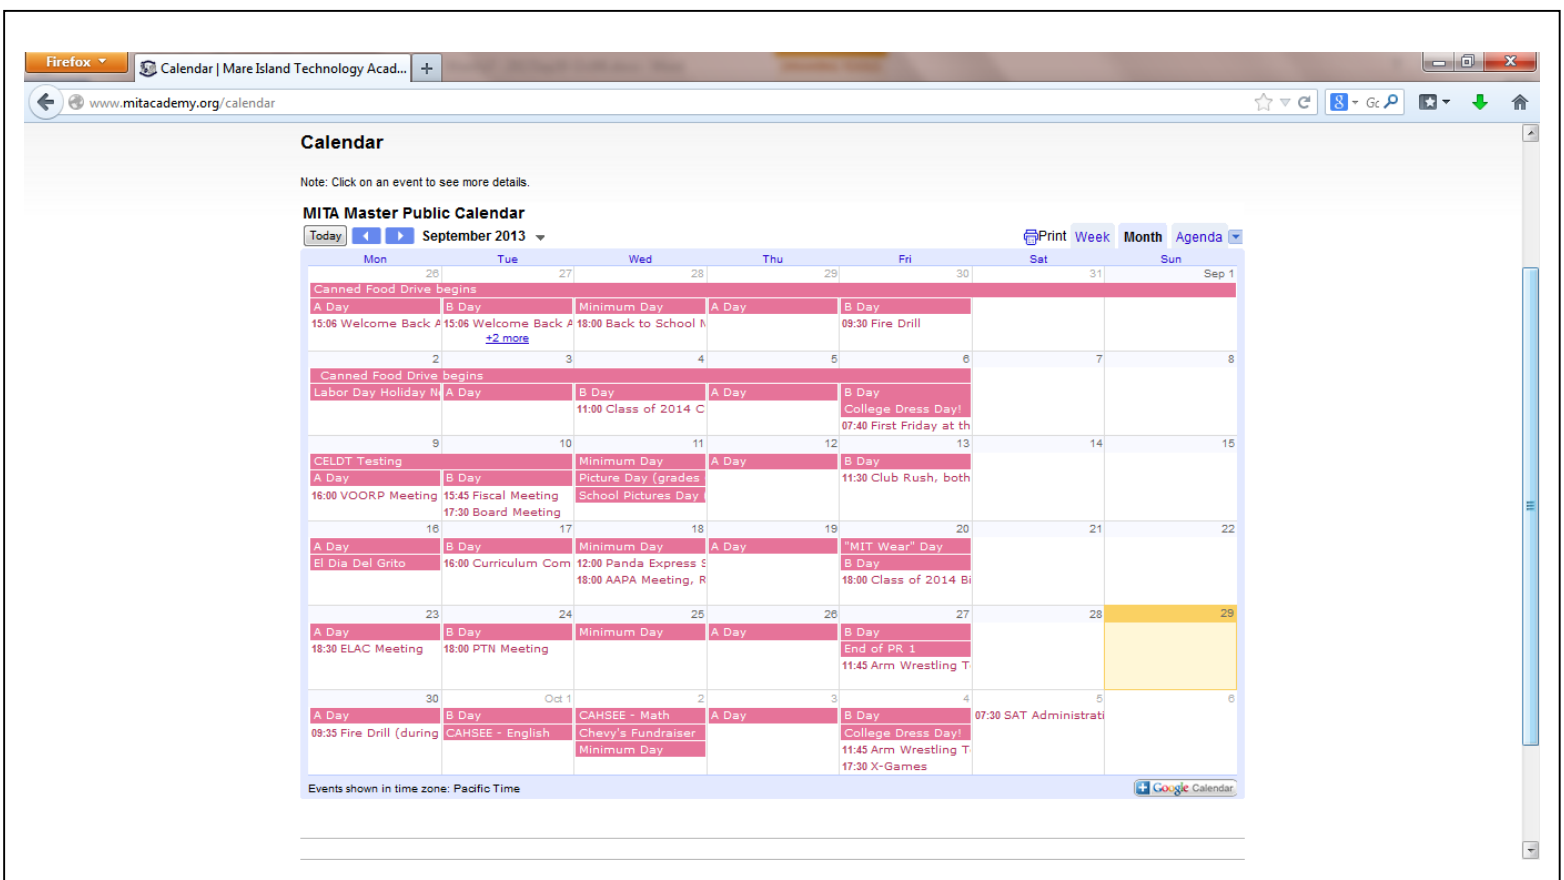 Firefox
Calendar | Mare Island Technology Acad...
www.mitacademy.org/calendar
8
Gc
Calendar
Note: Click on an event to see more details.
MITA Master Public Calendar
Today
September 2013
Print Week Month Agenda
Mon Tue Wed Thu Fri Sat Sun
26 27 28 29 30 31 Sep 1
Canned Food Drive begins
A Day B Day Minimum Day A Day B Day
15:06 Welcome Back A 15:06 Welcome Back A 18:00 Back to School N 09:30 Fire Drill
+2 more
2 3 4 5 6 7 8
Canned Food Drive begins
Labor Day Holiday No A Day B Day A Day B Day
11:00 Class of 2014 C College Dress Day!
07:40 First Friday at th
9 10 11 12 13 14 15
CELDT Testing Minimum Day A Day B Day
A Day B Day Picture Day (grades 11:30 Club Rush, both
16:00 VOORP Meeting 15:45 Fiscal Meeting School Pictures Day (
17:30 Board Meeting
16 17 18 19 20 21 22
A Day B Day Minimum Day A Day "MIT Wear" Day
El Dia Del Grito 16:00 Curriculum Com 12:00 Panda Express S B Day
18:00 AAPA Meeting, R 18:00 Class of 2014 Bi
23 24 25 26 27 28 29
A Day B Day Minimum Day A Day B Day
18:30 ELAC Meeting 18:00 PTN Meeting End of PR 1
11:45 Arm Wrestling T
30 Oct 1 2 3 4 5 6
A Day B Day CAHSEE - Math A Day B Day 07:30 SAT Administrati
09:35 Fire Drill (during CAHSEE - English Chevy's Fundraiser College Dress Day!
Minimum Day 11:45 Arm Wrestling T
17:30 X-Games
Events shown in time zone: Pacific Time
Google Calendar